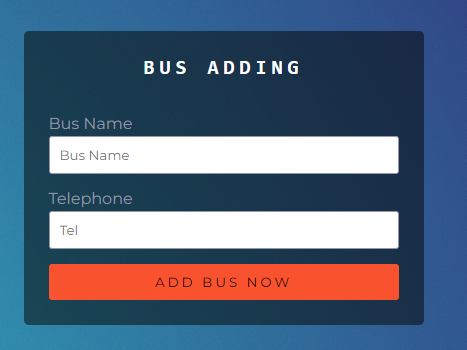 BUS ADDING
Bus Name
Bus Name
Telephone
Tel
ADD BUS NOW